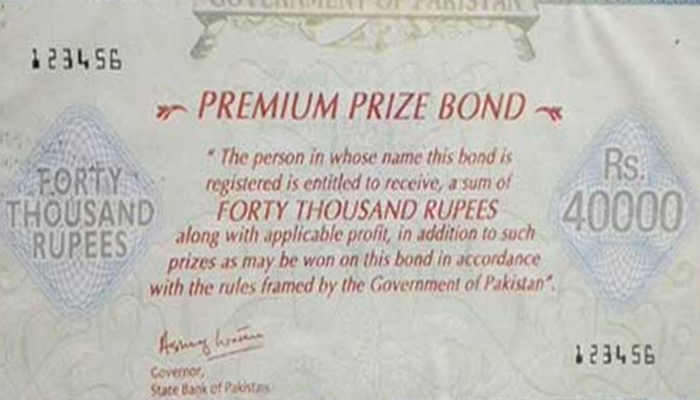 GOVERNMENT OF PAKISTAN
123456
PREMIUM PRIZE BOND
" The person in whose name this bond is
registered is entitled to receive, a sum of
FORTY THOUSAND RUPEES
along with applicable profit, in addition to such
prizes as may be won on this bond in accordance
with the rules framed by the Government of Pakistan".
FORTY
THOUSAND
RUPEES
Rs.
40000
Governor,
State Bank of Pakistan
123456